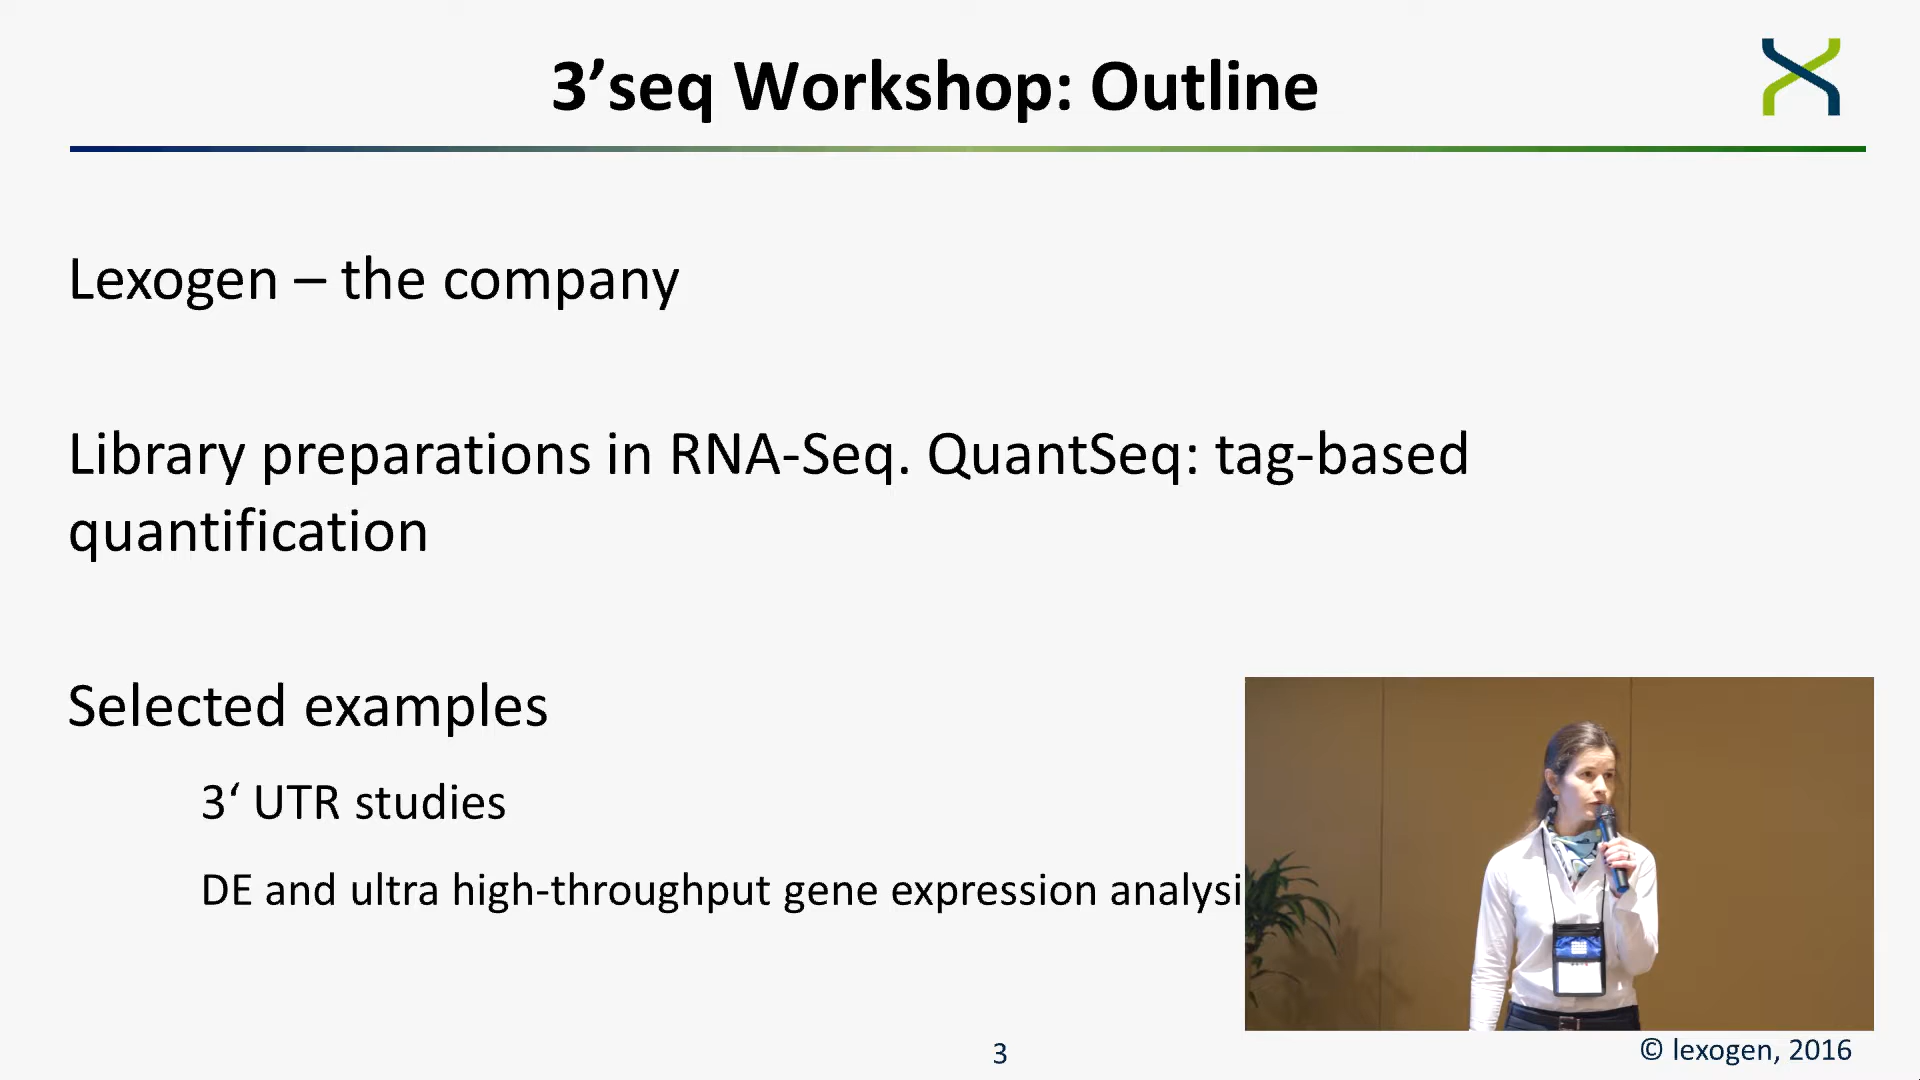 3’seq Workshop: Outline
Lexogen – the company
Library preparations in RNA-Seq. QuantSeq: tag-based
quantification
Selected examples
3‘ UTR studies
DE and ultra high-throughput gene expression analysi
3
© lexogen, 2016